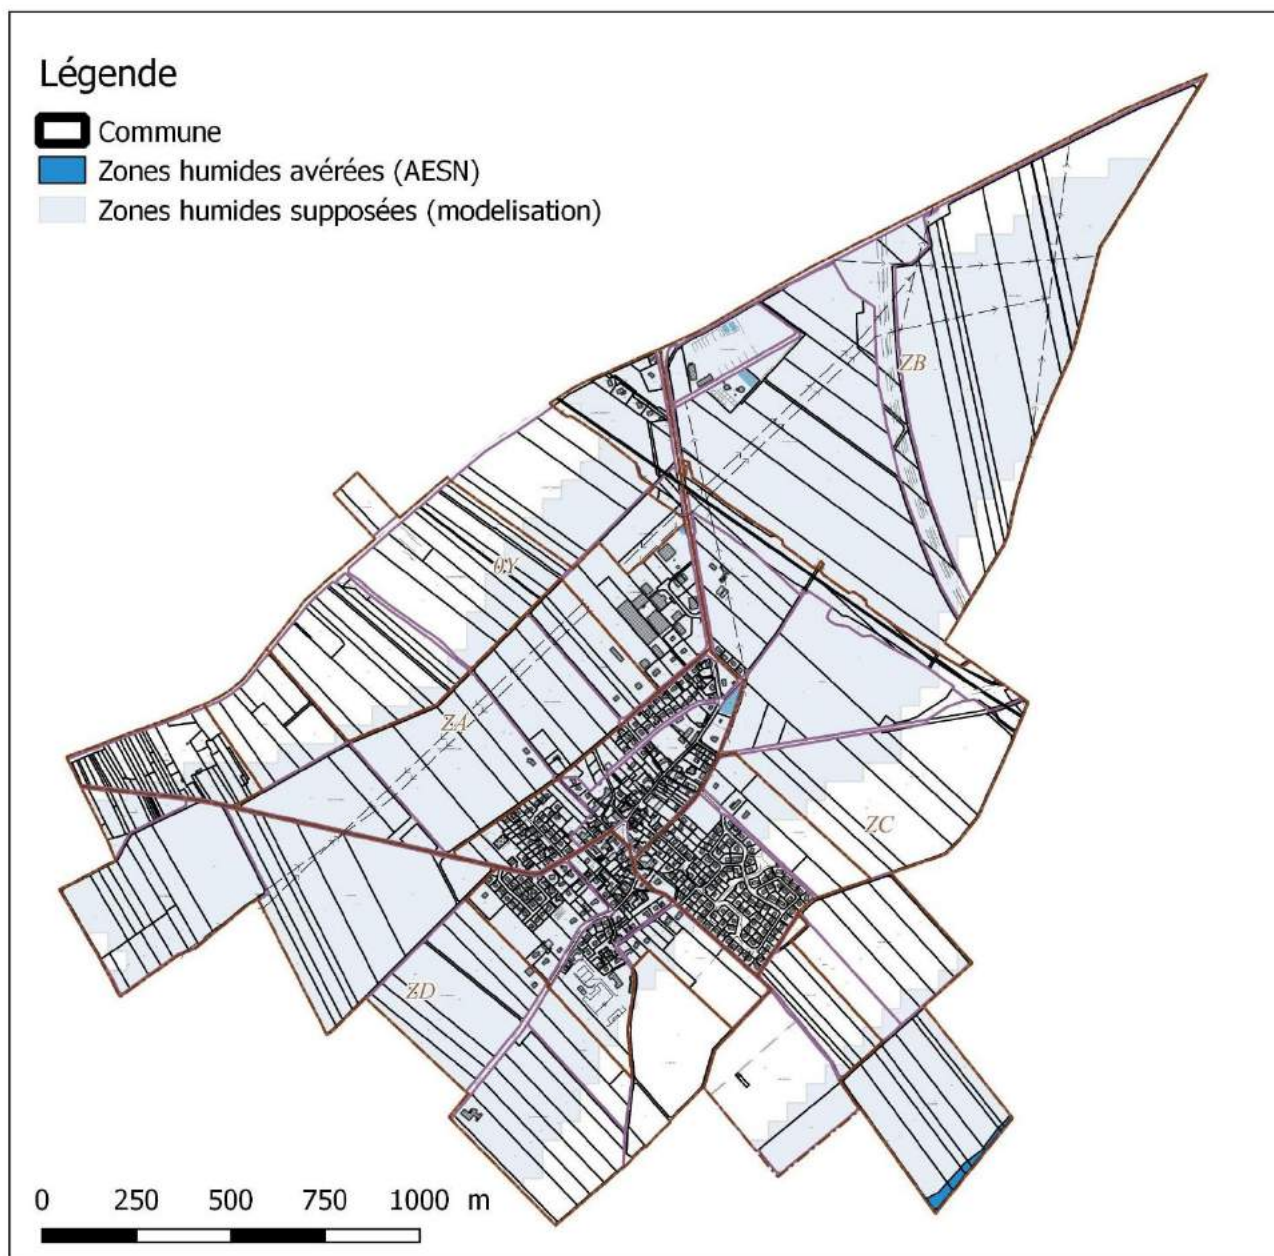 Légende
Commune
Zones humides avérées (AESN)
Zones humides supposées (modelisation)
ZB
0Y
ZA
ZC
ZD
0 250 500 750 1000 m